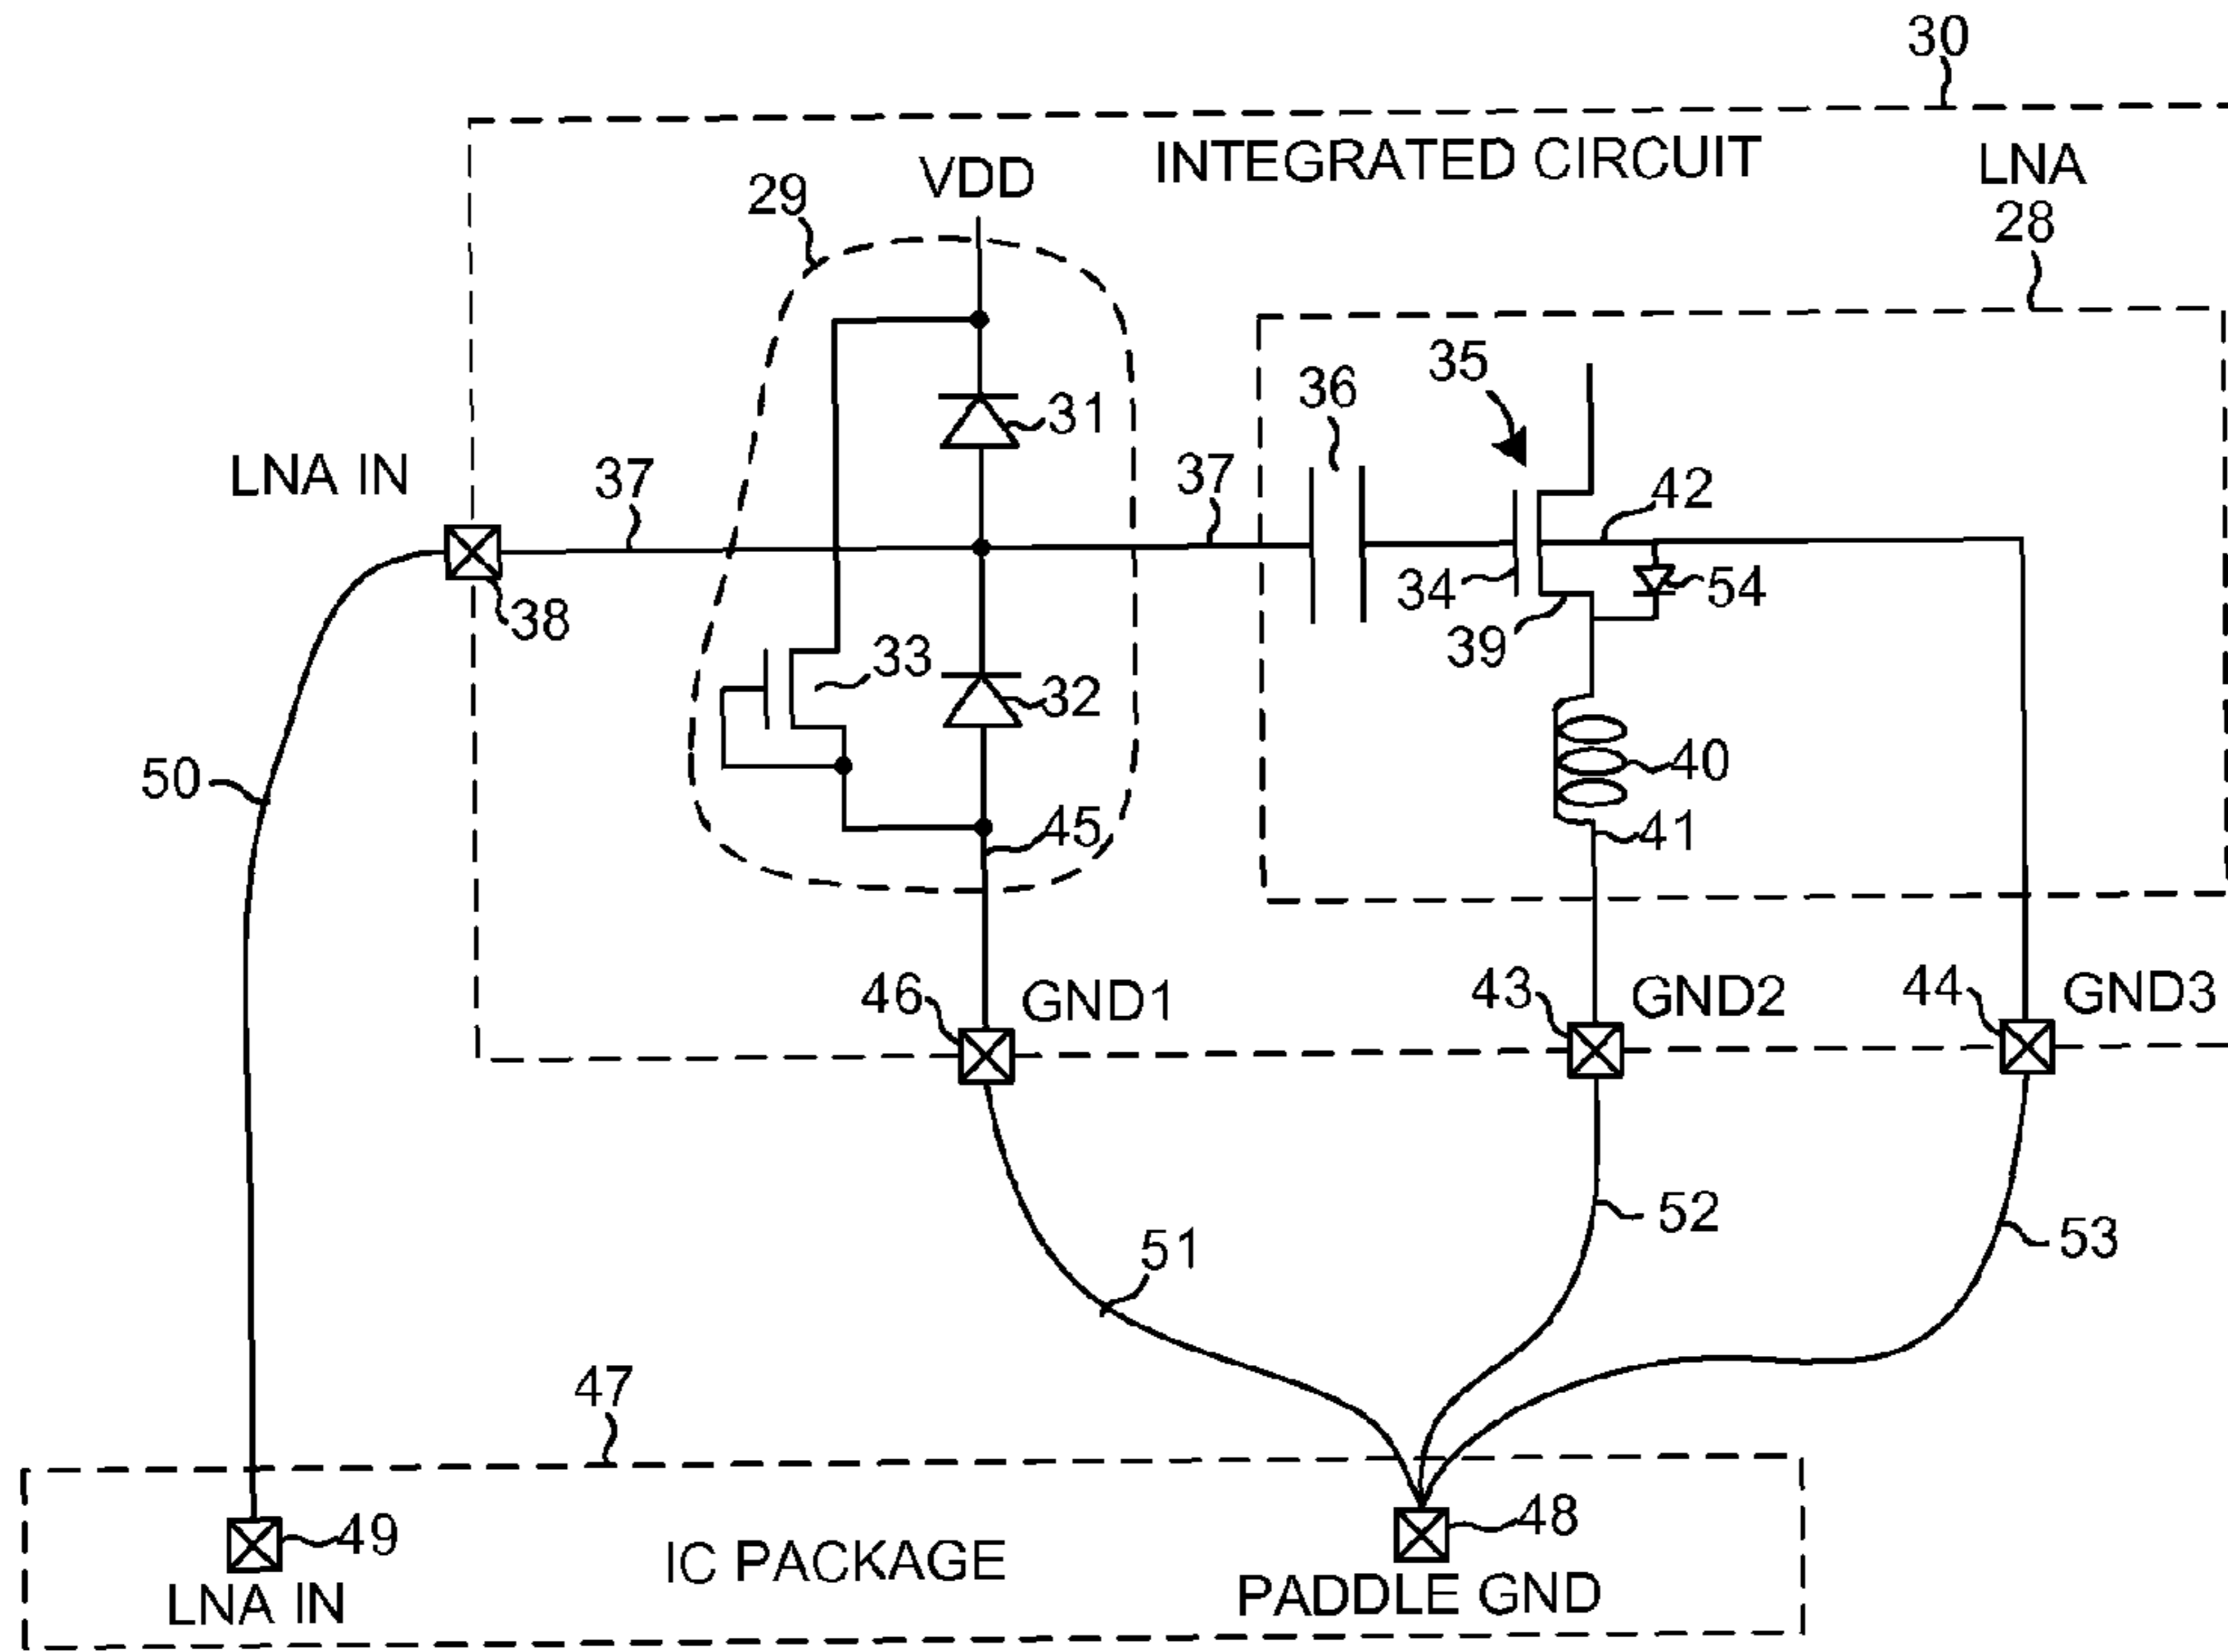 30
INTEGRATED CIRCUIT
LNA
28
VDD
29
31
36
35
LNA IN
37
37
42
38
34
54
39
33
32
50
40
45
41
46
GND1
43
GND2
44
GND3
52
53
51
47
49
48
IC PACKAGE
LNA IN
PADDLE GND